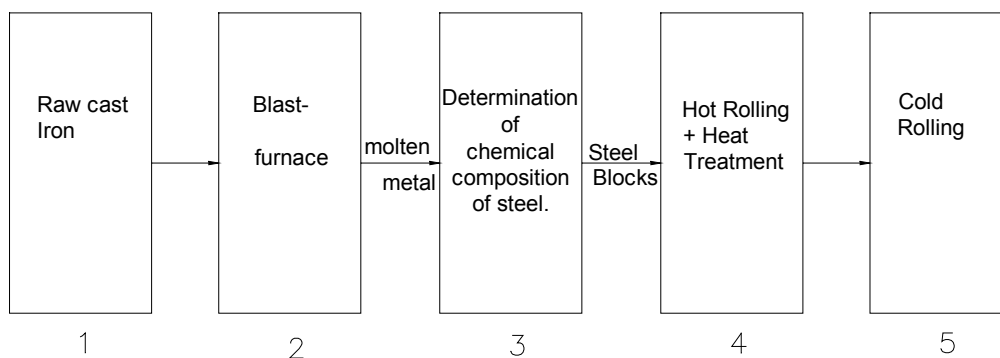 Raw cast
Iron
Blast-
furnace
molten
metal
Determination
of
chemical
composition
of steel.
Steel
Blocks
Hot Rolling
+ Heat
Treatment
Cold
Rolling
1
2
3
4
5